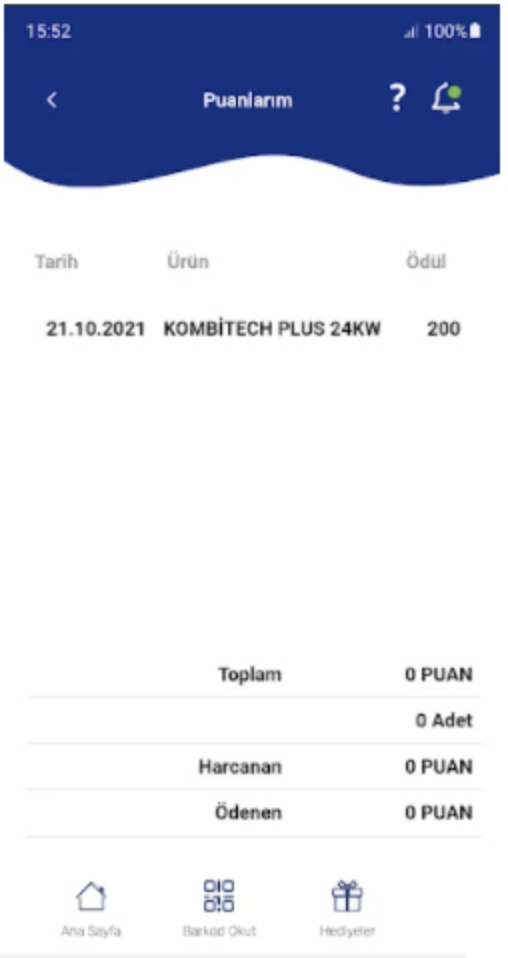 15:52 100%
Puanlarım ?
Tarih Ürün Ödül
21.10.2021 KOMBİTECH PLUS 24KW 200
Toplam 0 PUAN
0 Adet
Harcanan 0 PUAN
Ödenen 0 PUAN
Ana Sayfa Barkod Okut Hediyeler